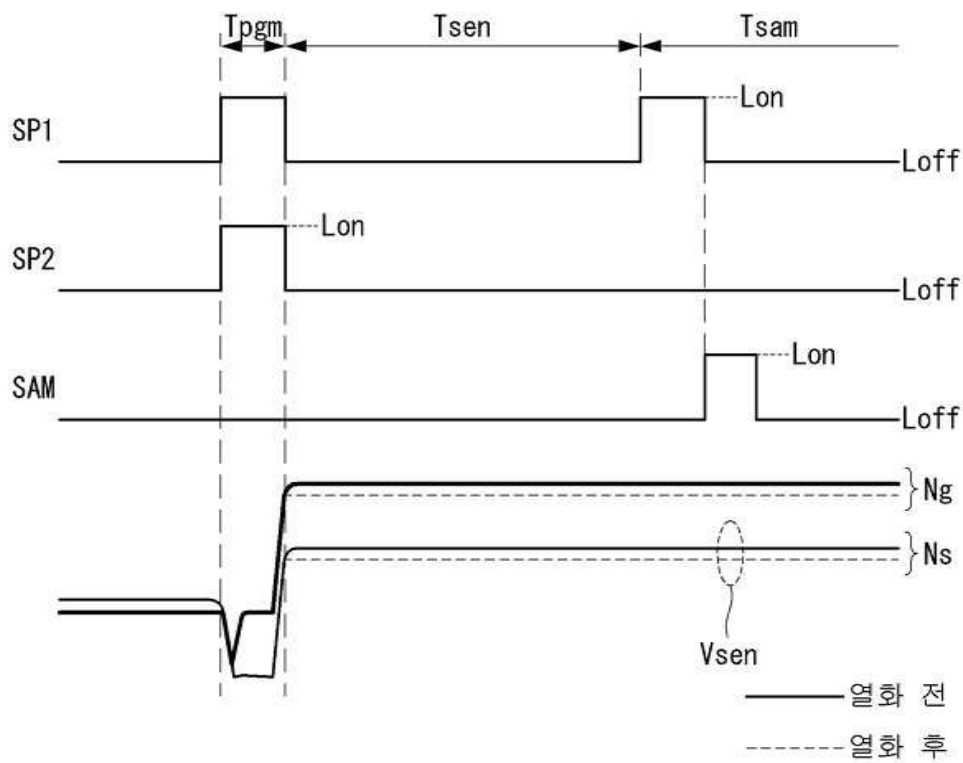 Tpgm Tsen Tsam
SP1 Lon Loff
SP2 Lon Loff
SAM Lon Loff
Ng
Ns
Vsen
열화 전
열화 후